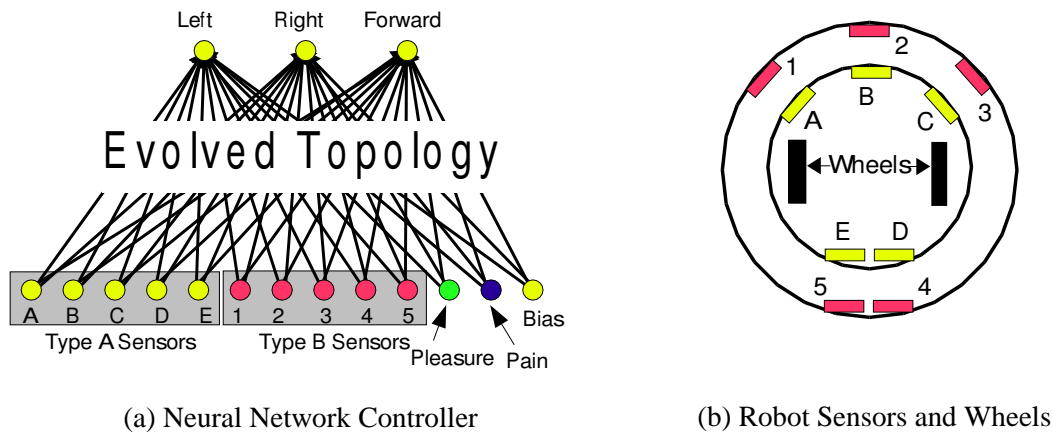 Left Right Forward
Evolved Topology
A B C D E 1 2 3 4 5
Bias
Type A Sensors Type B Sensors
Pleasure
Pain
(a) Neural Network Controller
2
1
3
B
A
C
Wheels
E D
5 4
(b) Robot Sensors and Wheels